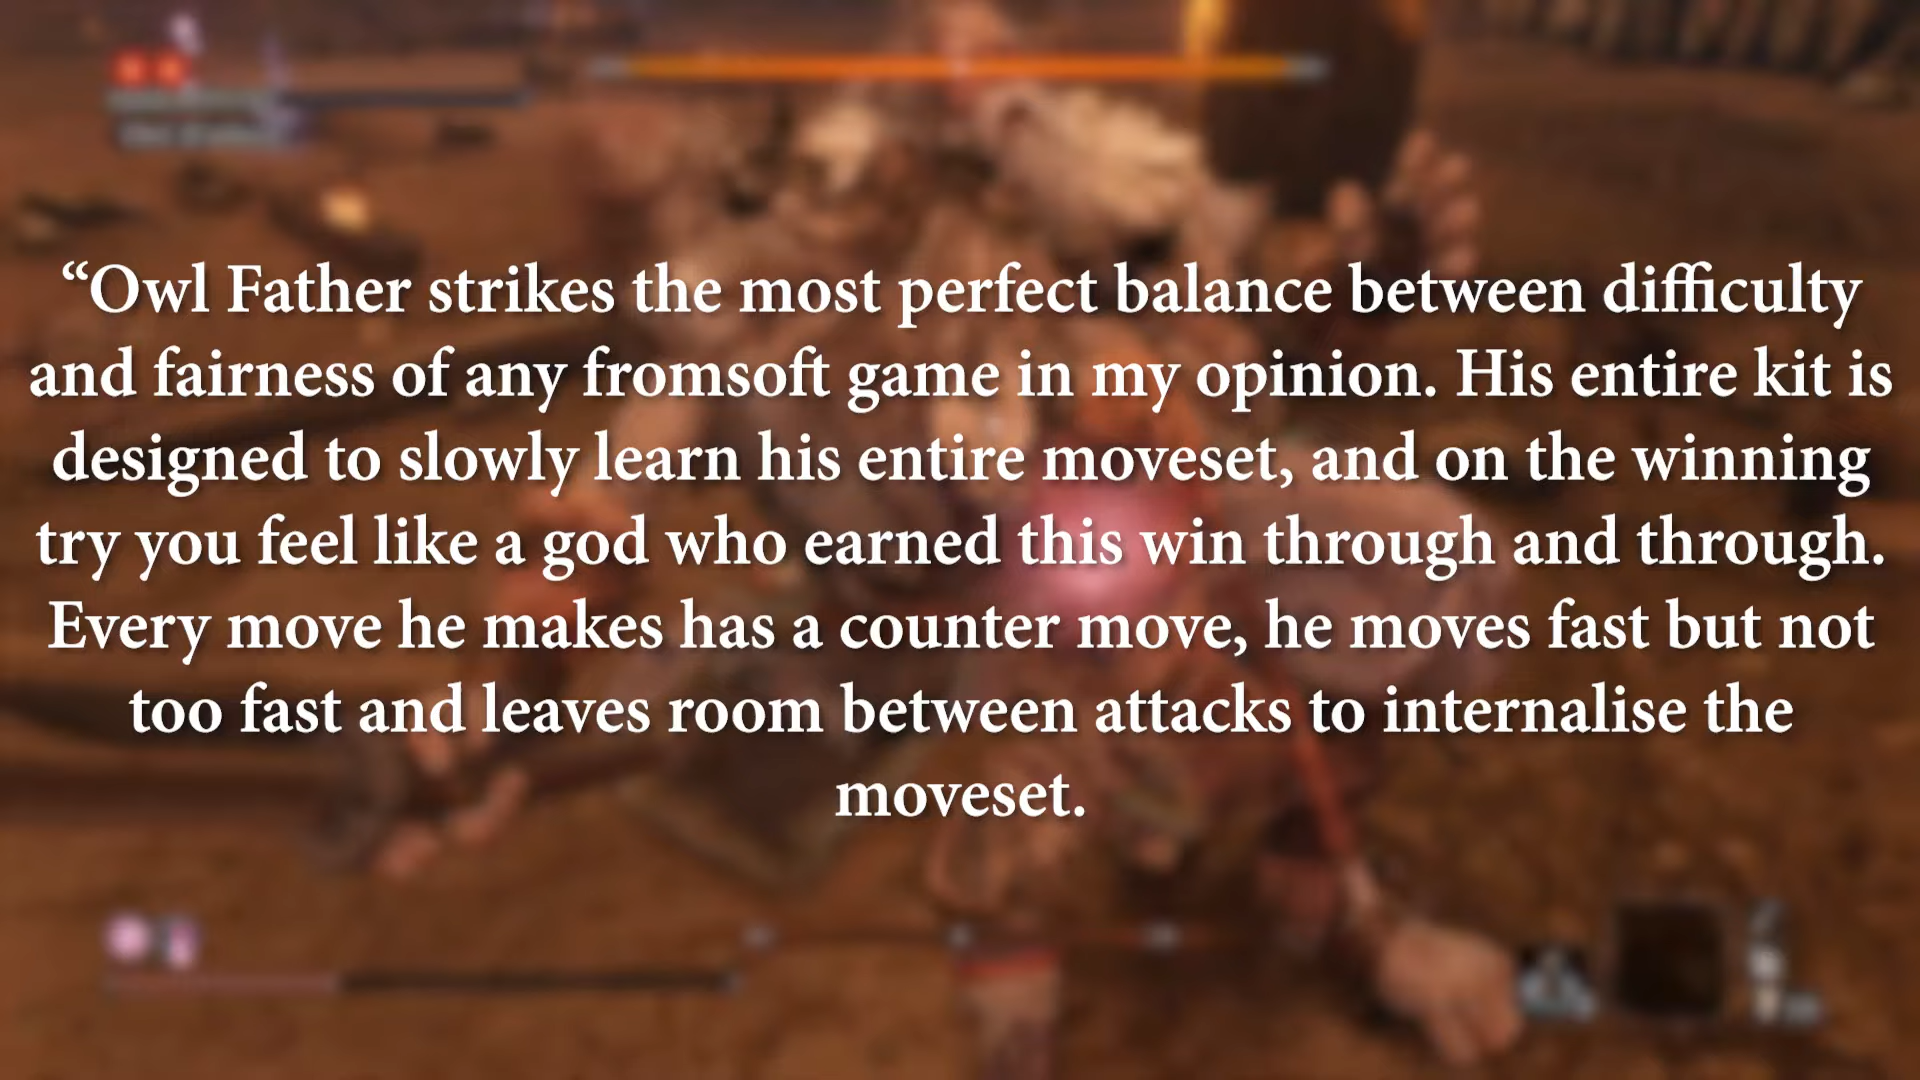 “Owl Father strikes the most perfect balance between difficulty
and fairness of any fromsoft game in my opinion. His entire kit is
designed to slowly learn his entire moveset, and on the winning
try you feel like a god who earned this win through and through.
Every move he makes has a counter move, he moves fast but not
too fast and leaves room between attacks to internalise the
moveset.